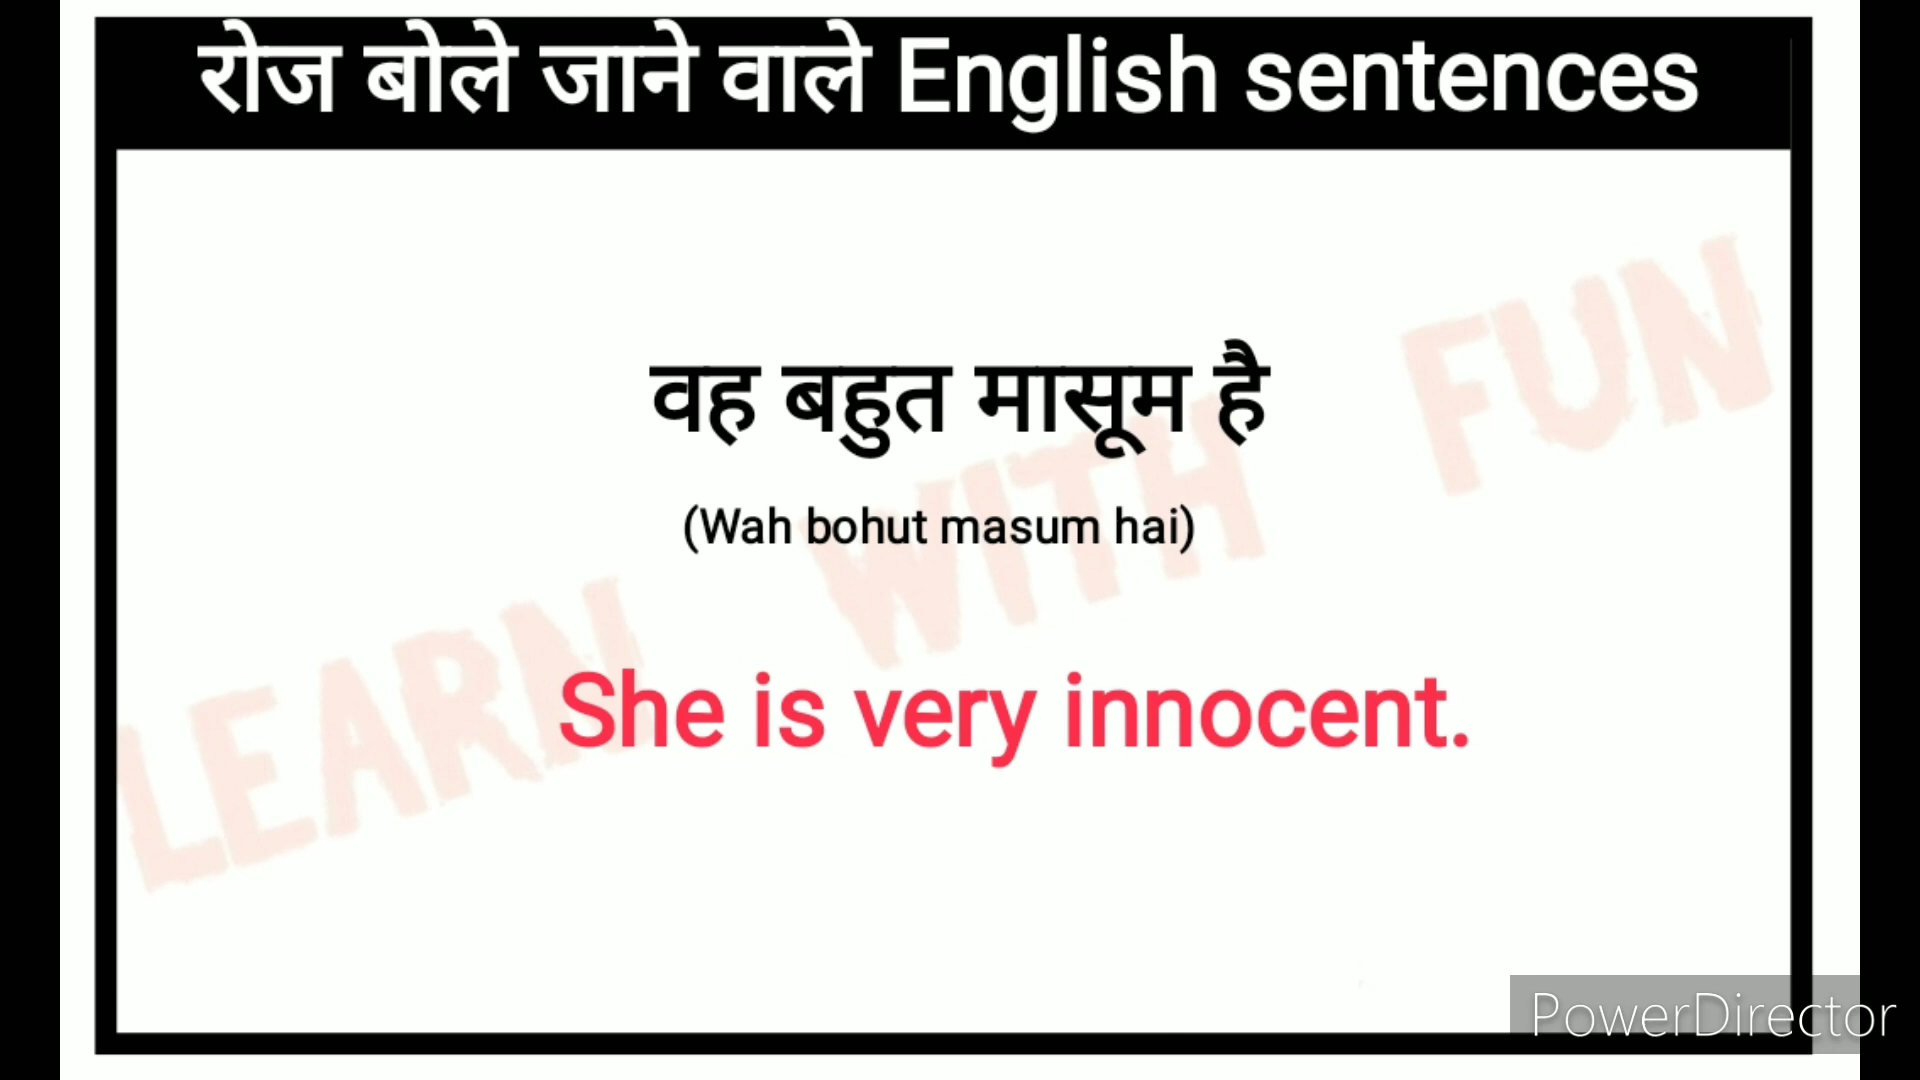 रोज बोले जाने वाले English sentences
वह बहुत मासूम है
(Wah bohut masum hai)
She is very innocent.
LEARN WITH FUN
PowerDirector